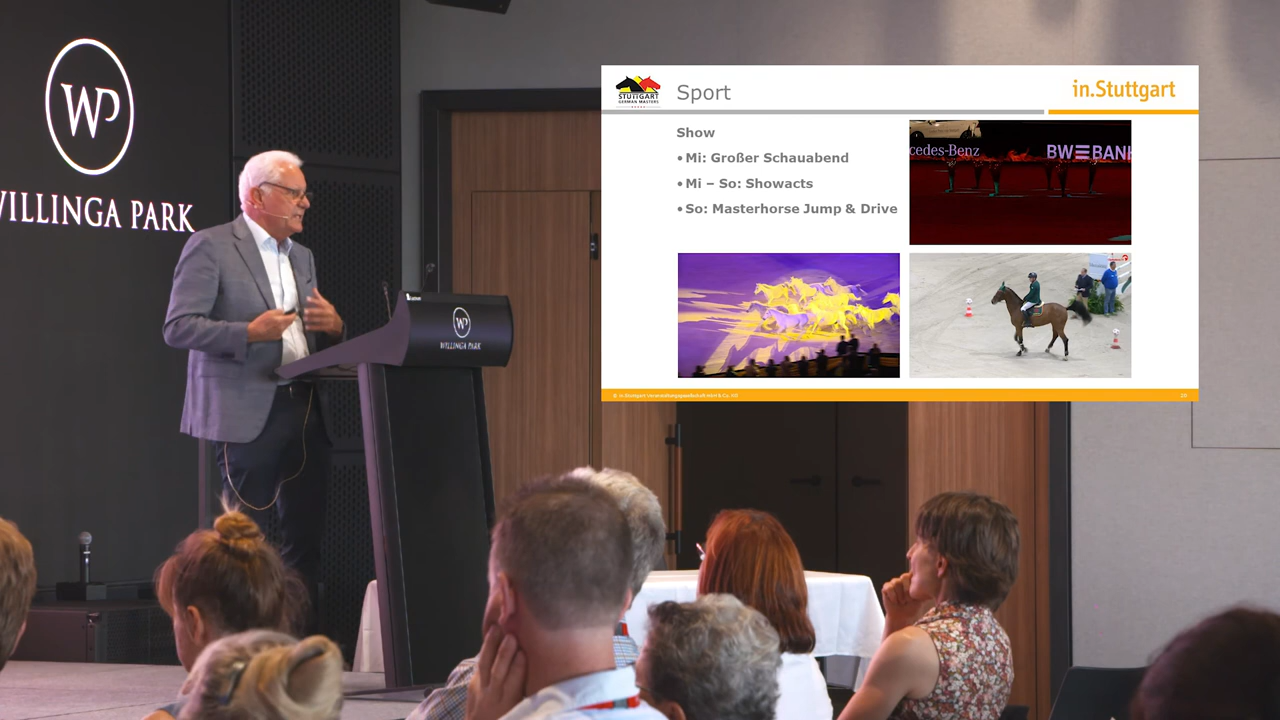 WP
WILLINGA PARK
WP
WILLINGA PARK
STUTTGART
GERMAN MASTERS
Sport
in.Stuttgart
Show
• Mi: Großer Schauabend
• Mi – So: Showacts
• So: Masterhorse Jump & Drive
cedes-Benz
BW BANK